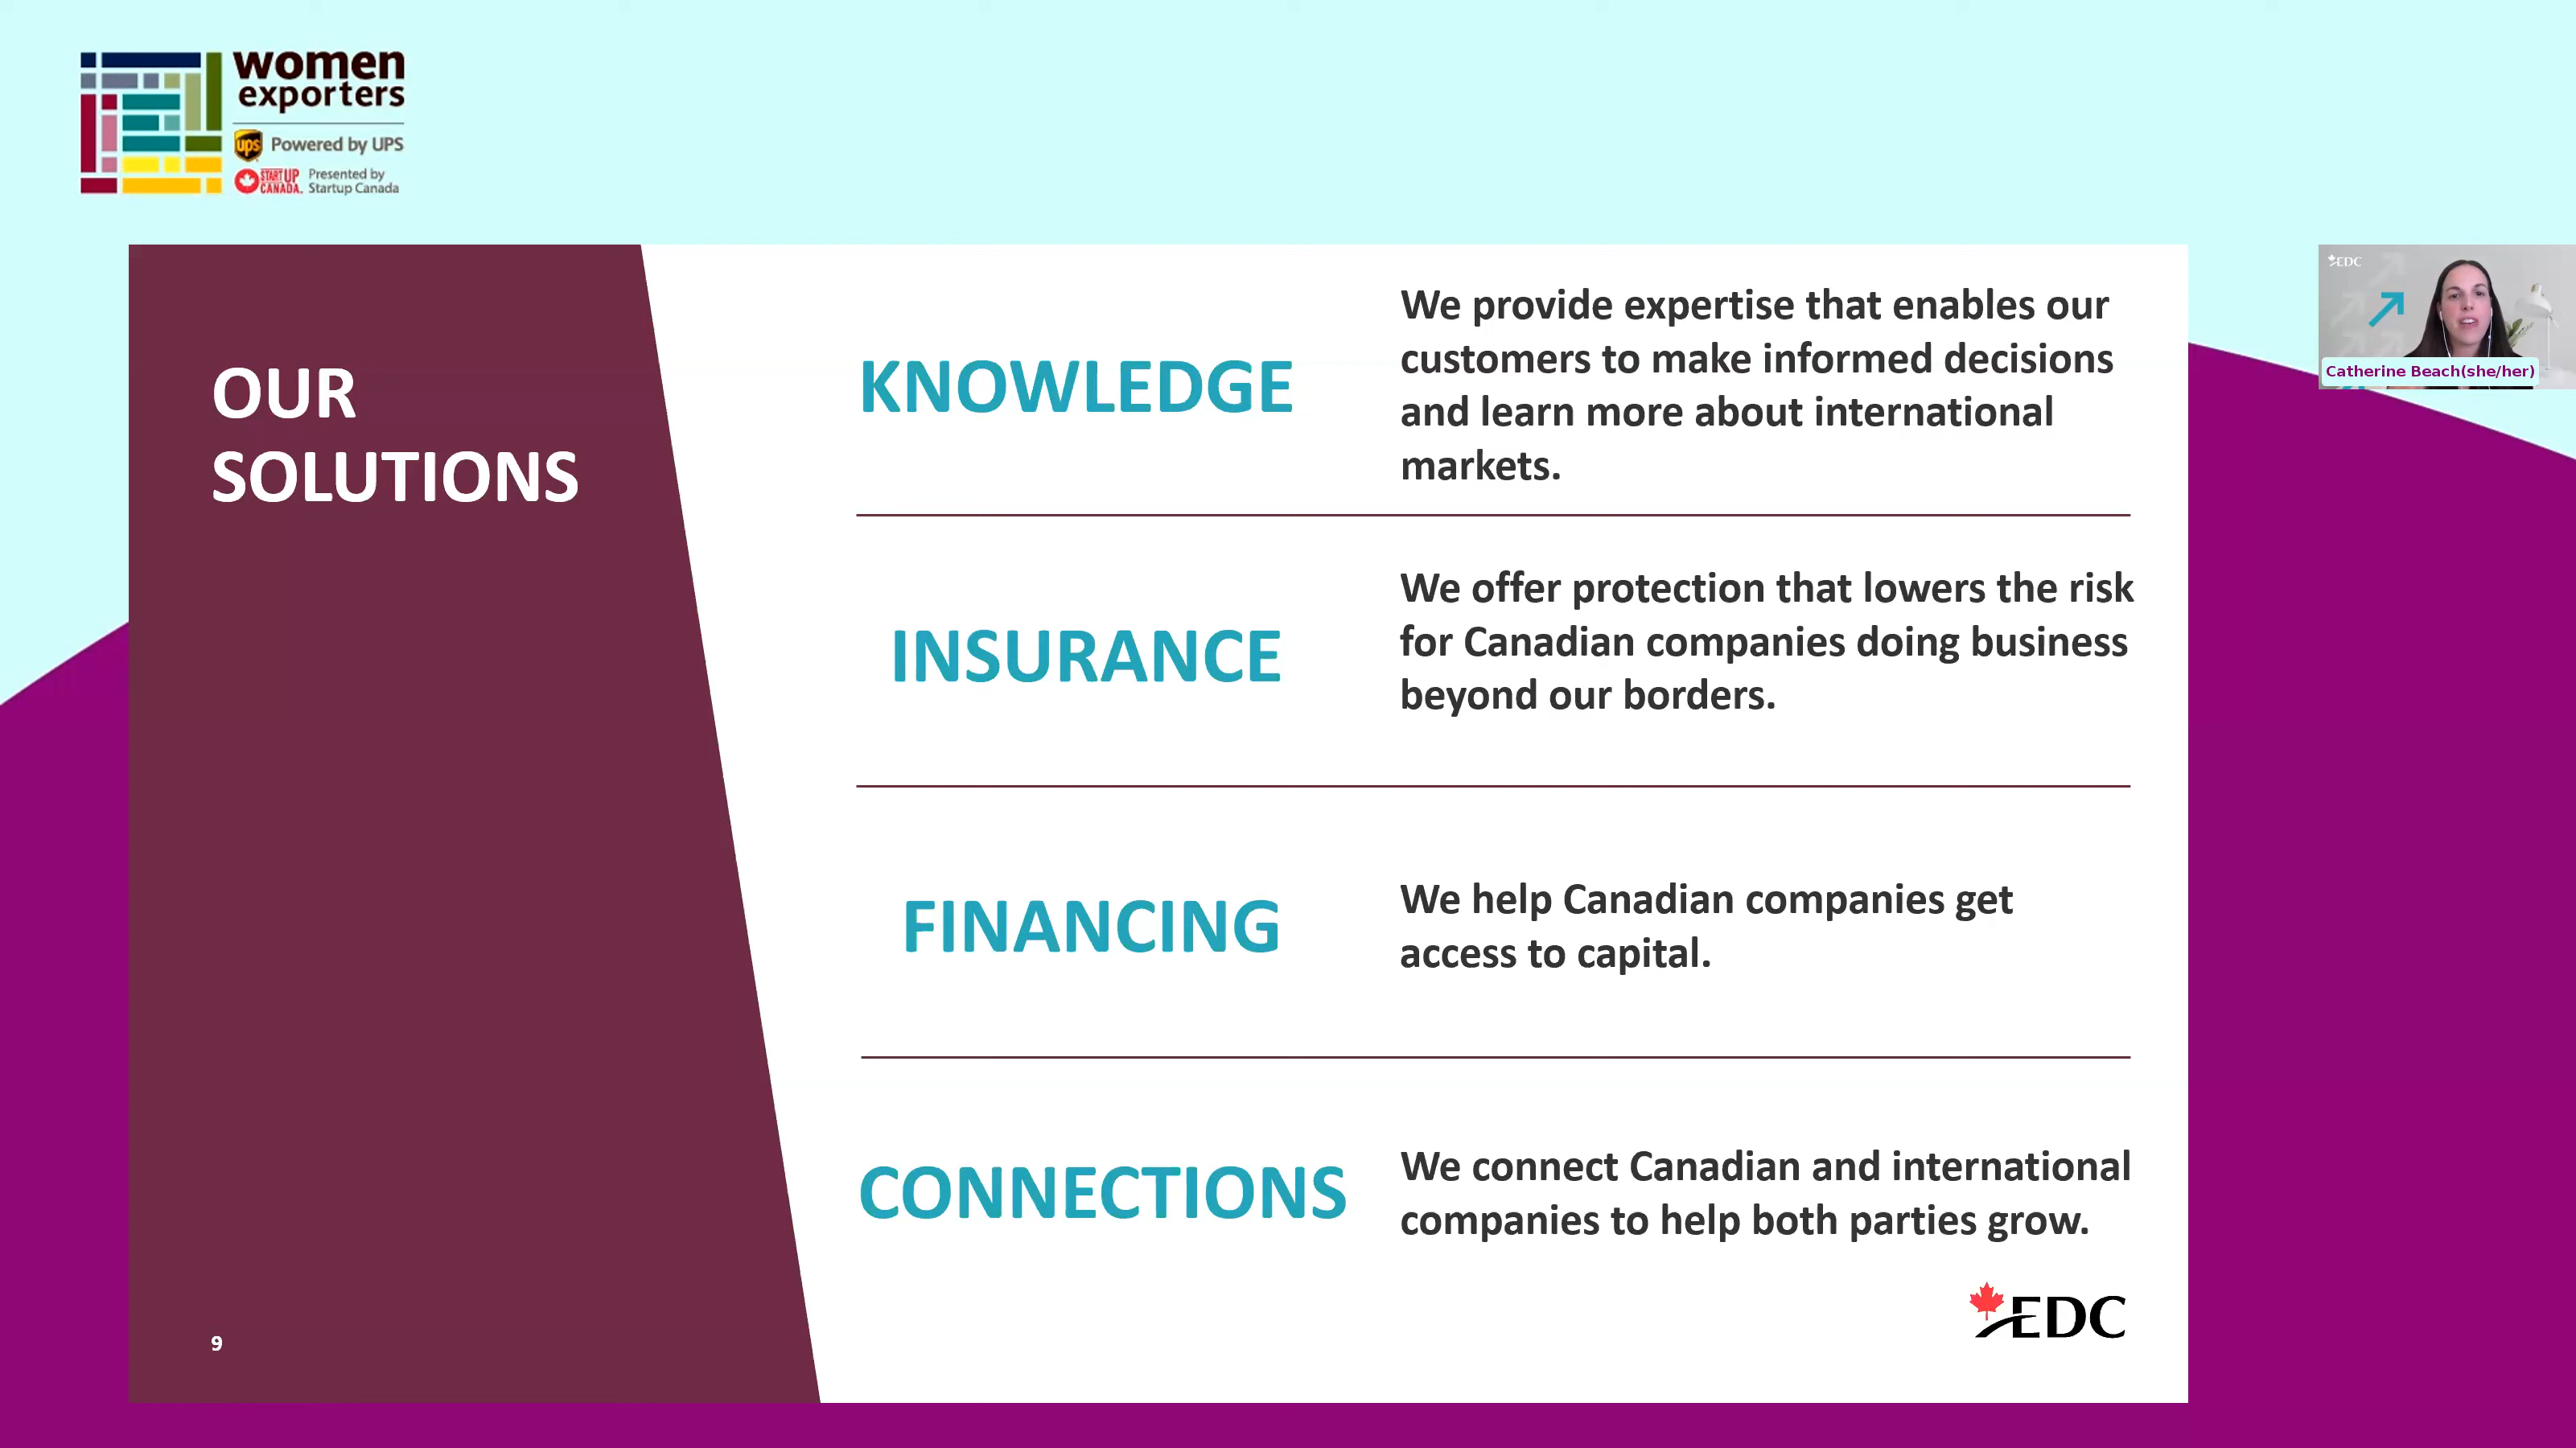 women
exporters
ups Powered by UPS
STARTUP CANADA. Presented by
Startup Canada
OUR
SOLUTIONS
KNOWLEDGE
We provide expertise that enables our
customers to make informed decisions
and learn more about international
markets.
INSURANCE
We offer protection that lowers the risk
for Canadian companies doing business
beyond our borders.
FINANCING
We help Canadian companies get
access to capital.
CONNECTIONS
We connect Canadian and international
companies to help both parties grow.
EDC
9
EDC
Catherine Beach(she/her)